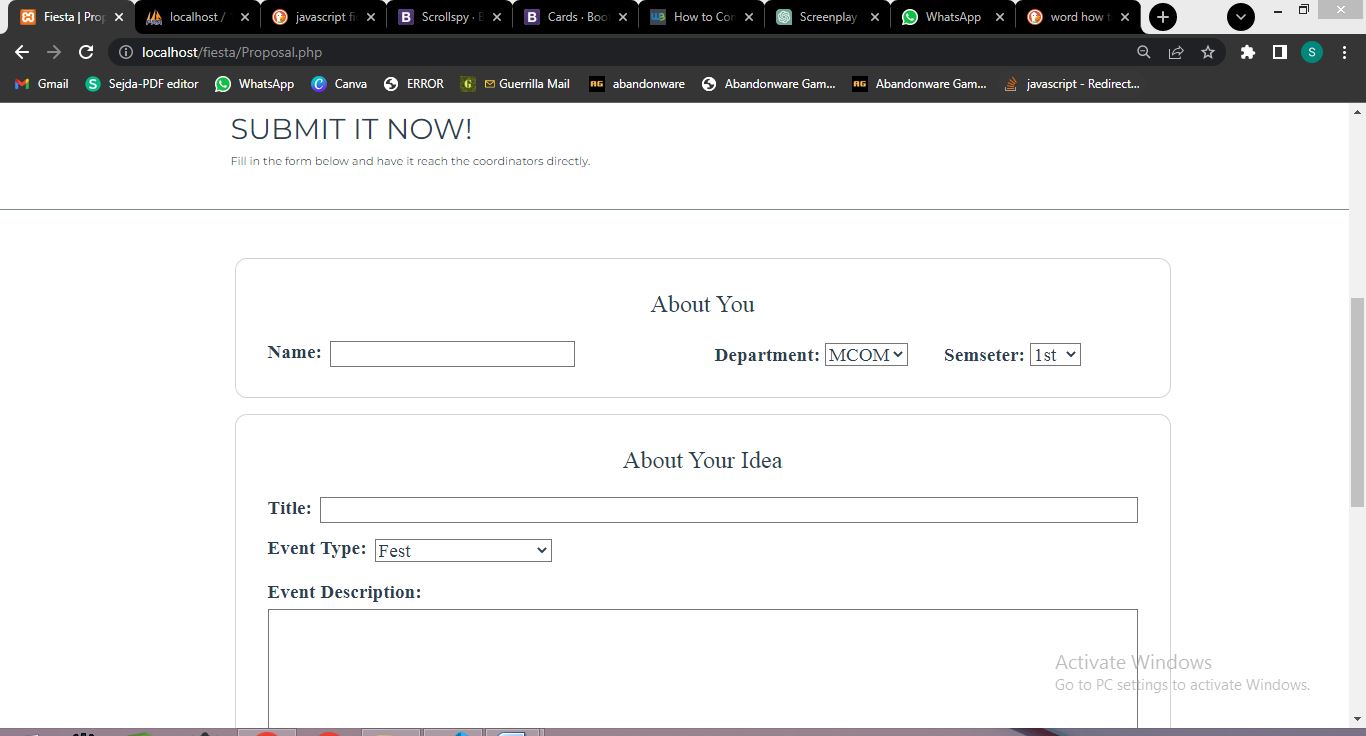 Fiesta | Prop
localhost /
javascript fi
Scrollspy · B
Cards · Boo
How to Con
Screenplay
WhatsApp
word how t
localhost/fiesta/Proposal.php
S
Gmail
Sejda-PDF editor
WhatsApp
Canva
ERROR
Guerrilla Mail
abandonware
Abandonware Gam...
Abandonware Gam...
javascript - Redirect...
SUBMIT IT NOW!
Fill in the form below and have it reach the coordinators directly.
About You
Name:
Department: MCOM
Semseter: 1st
About Your Idea
Title:
Event Type: Fest
Event Description:
Activate Windows
Go to PC settings to activate Windows.